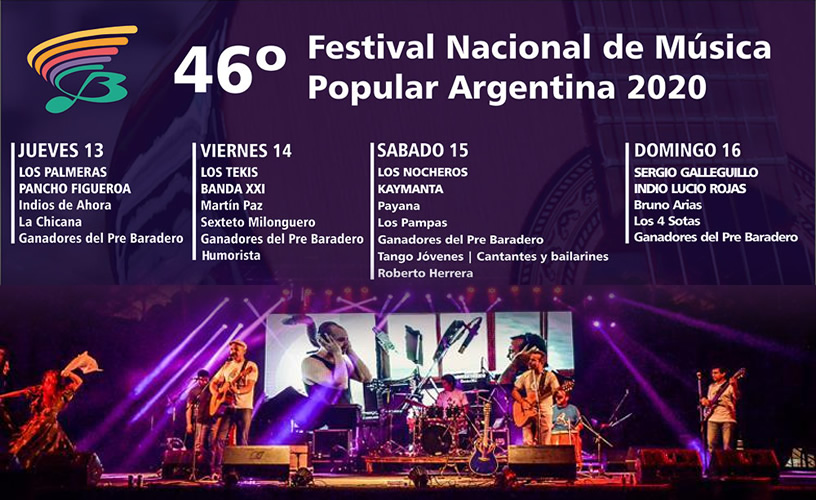 46º
Festival Nacional de Música
Popular Argentina 2020
JUEVES 13
LOS PALMERAS
PANCHO FIGUEROA
Indios de Ahora
La Chicana
Ganadores del Pre Baradero
VIERNES 14
LOS TEKIS
BANDA XXI
Martín Paz
Sexteto Milonguero
Ganadores del Pre Baradero
Humorista
SABADO 15
LOS NOCHEROS
KAYMANTA
Payana
Los Pampas
Ganadores del Pre Baradero
Tango Jóvenes | Cantantes y bailarines
Roberto Herrera
DOMINGO 16
SERGIO GALLEGUILLO
INDIO LUCIO ROJAS
Bruno Arias
Los 4 Sotas
Ganadores del Pre Baradero